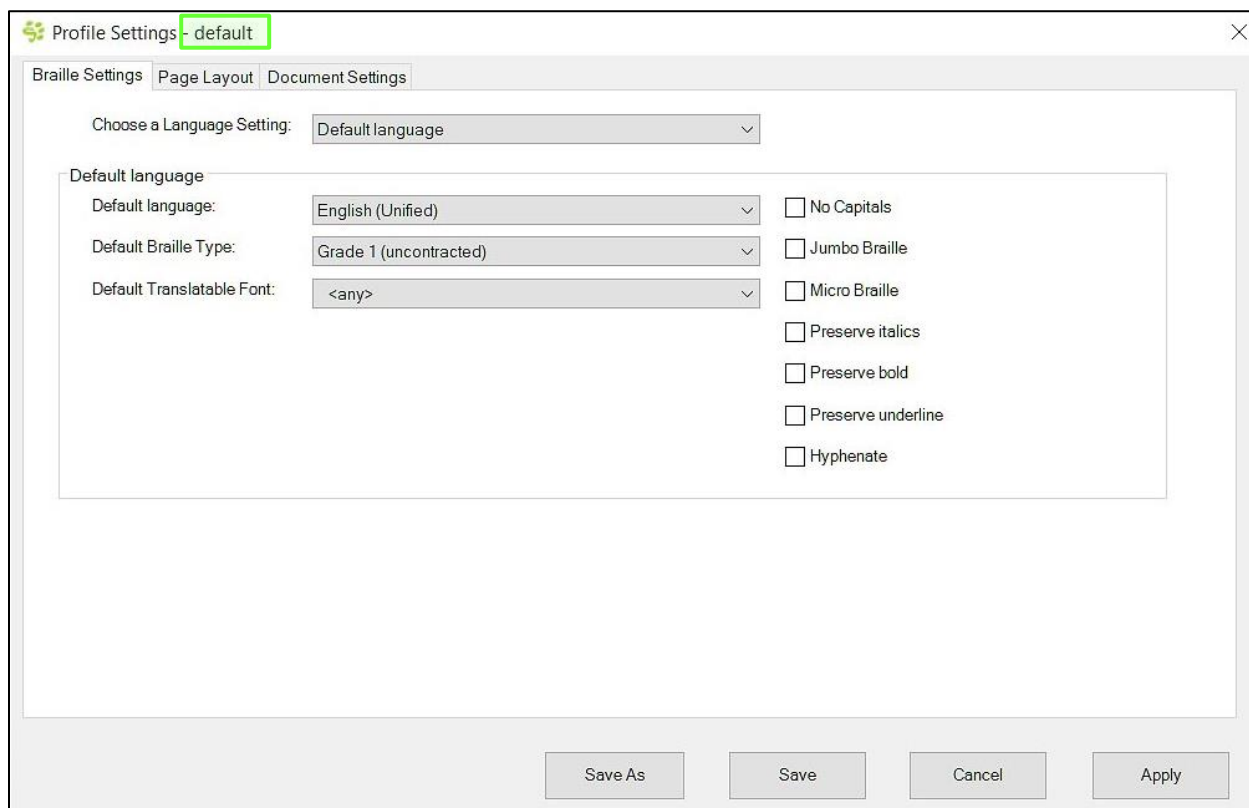 Profile Settings - default
Braille Settings Page Layout Document Settings
Choose a Language Setting: Default language
Default language
Default language: English (Unified) No Capitals
Default Braille Type: Grade 1 (uncontracted) Jumbo Braille
Default Translatable Font: <any> Micro Braille
Preserve italics
Preserve bold
Preserve underline
Hyphenate
Save As Save Cancel Apply